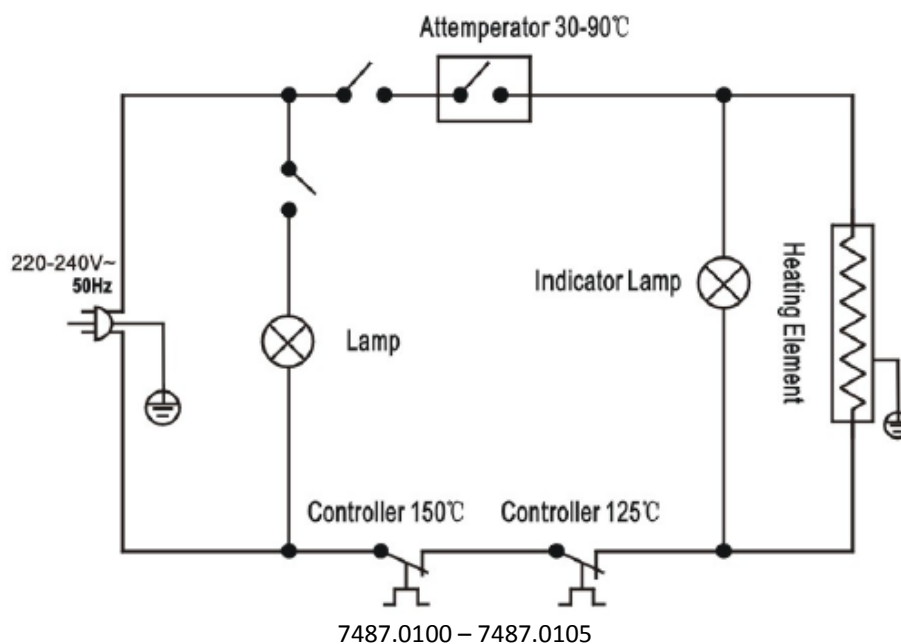 Attemperator 30-90℃
220-240V~
50Hz
Lamp
Indicator Lamp
Heating Element
Controller 150℃
Controller 125℃
7487.0100 – 7487.0105